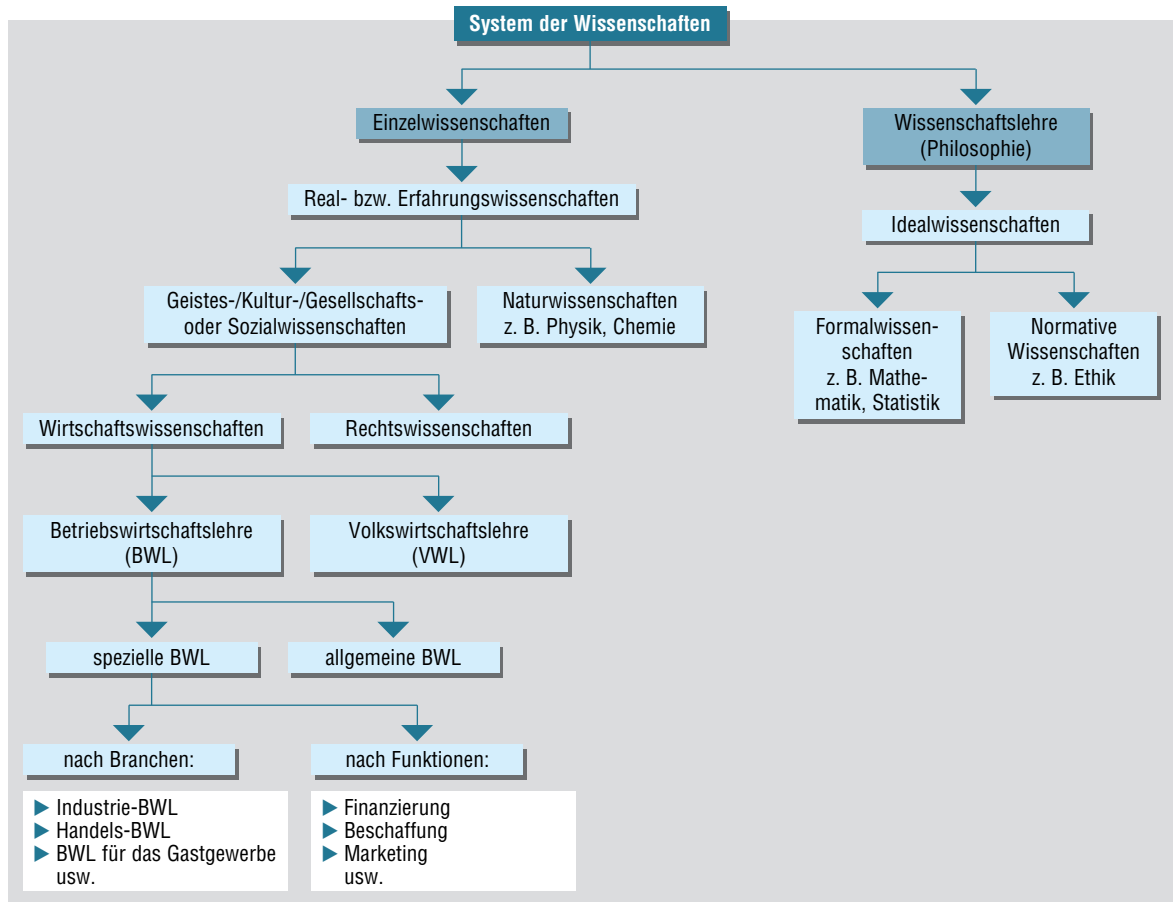 System der Wissenschaften
Einzelwissenschaften
Wissenschaftslehre
(Philosophie)
Real- bzw. Erfahrungswissenschaften
Idealwissenschaften
Geistes-/Kultur-/Gesellschafts-
oder Sozialwissenschaften
Naturwissenschaften
z. B. Physik, Chemie
Formalwissen-
schaften
z. B. Mathe-
matik, Statistik
Normative
Wissenschaften
z. B. Ethik
Wirtschaftswissenschaften
Rechtswissenschaften
Betriebswirtschaftslehre
(BWL)
Volkswirtschaftslehre
(VWL)
spezielle BWL
allgemeine BWL
nach Branchen:
nach Funktionen:
Industrie-BWL
Handels-BWL
BWL für das Gastgewerbe
usw.
Finanzierung
Beschaffung
Marketing
usw.